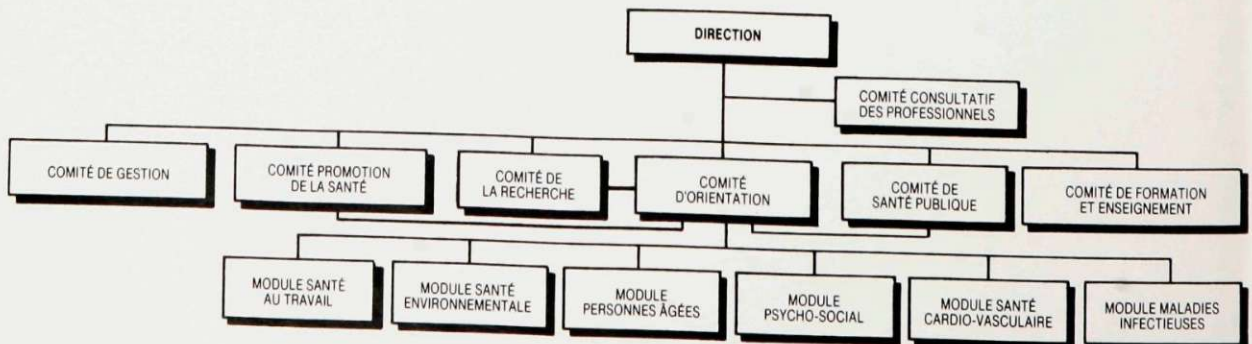 DIRECTION
COMITÉ CONSULTATIF
DES PROFESSIONNELS
COMITÉ DE GESTION
COMITÉ PROMOTION
DE LA SANTÉ
COMITÉ DE
LA RECHERCHE
COMITÉ
D'ORIENTATION
COMITÉ DE
SANTÉ PUBLIQUE
COMITÉ DE FORMATION
ET ENSEIGNEMENT
MODULE SANTÉ
AU TRAVAIL
MODULE SANTÉ
ENVIRONNEMENTALE
MODULE
PERSONNES ÂGÉES
MODULE
PSYCHO-SOCIAL
MODULE SANTÉ
CARDIO-VASCULAIRE
MODULE MALADIES
INFECTIEUSES